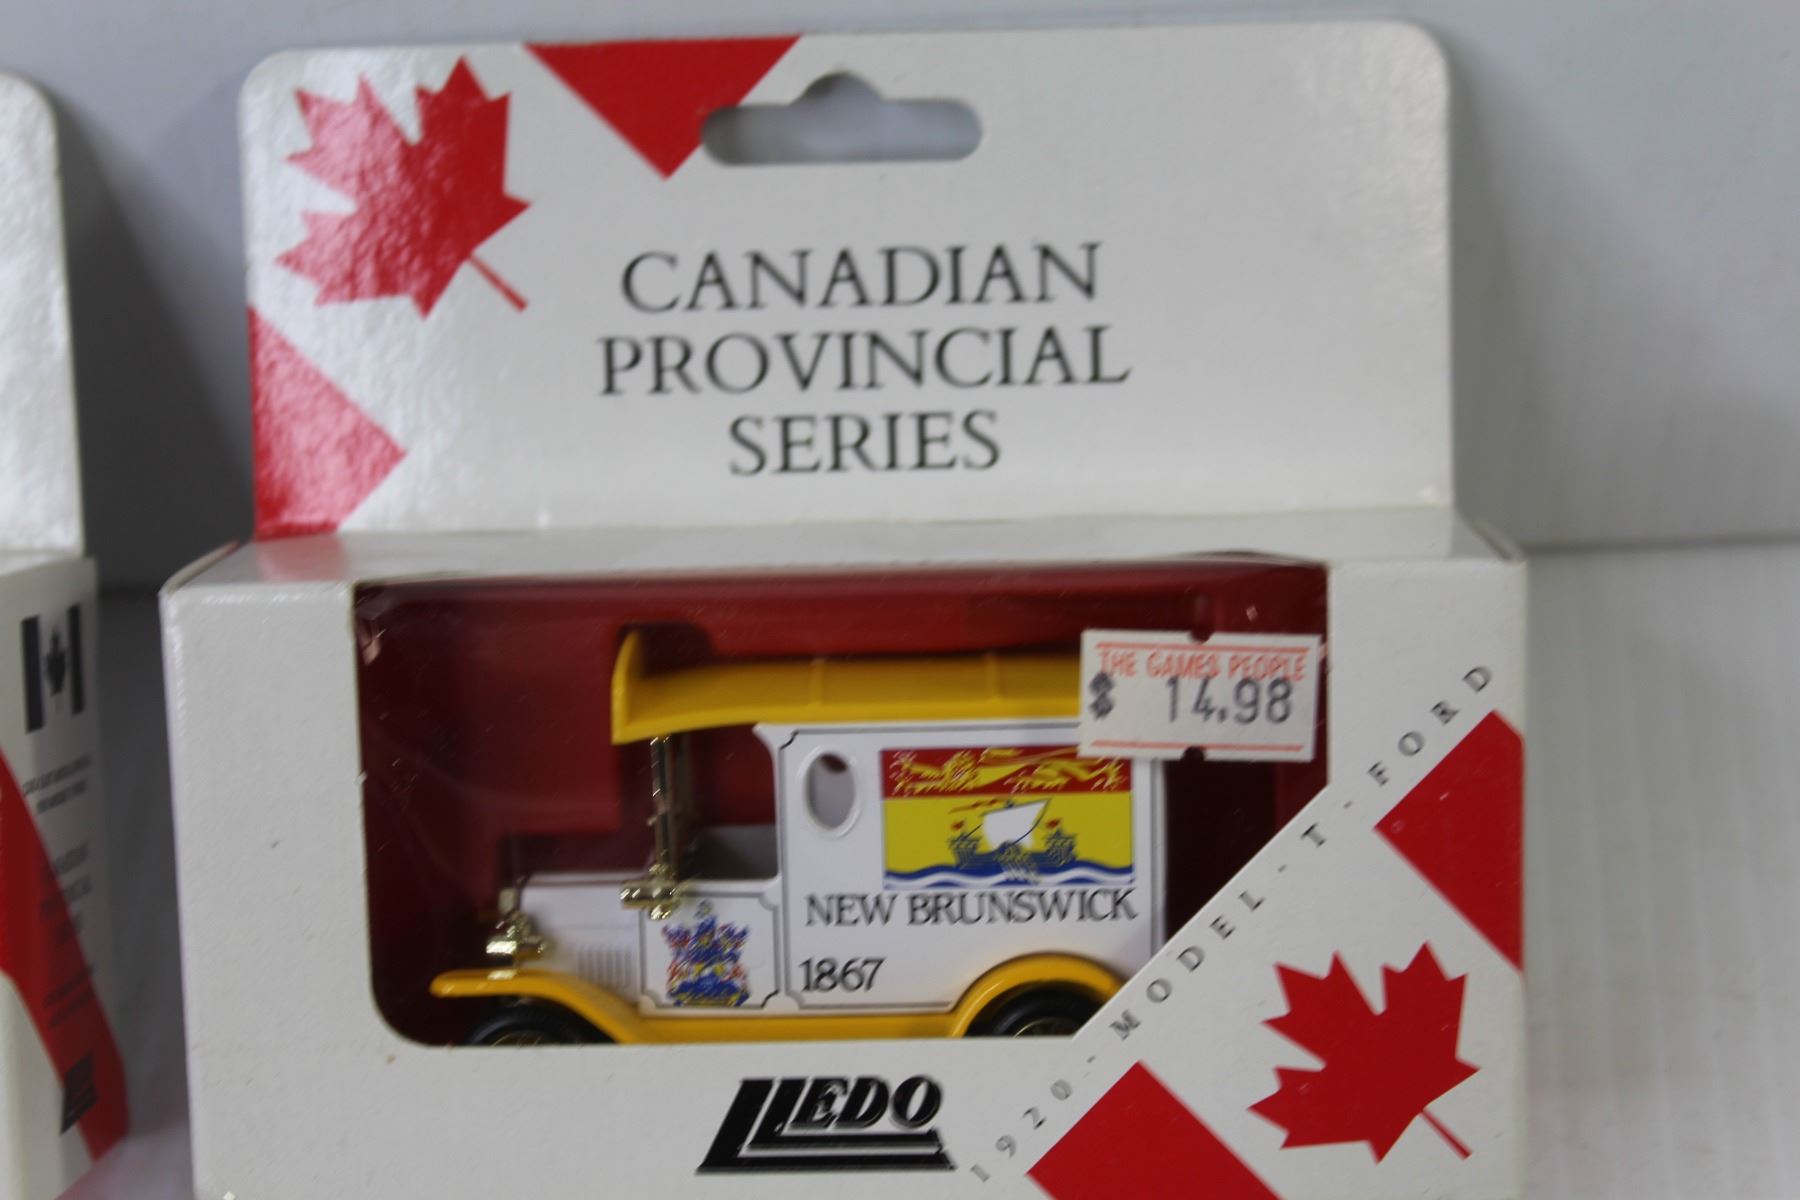 CANADIAN
PROVINCIAL
SERIES
THE GAMES PEOPLE
$ 14.98
NEW BRUNSWICK
1867
LLEDO
1920 - MODEL - T - FORD